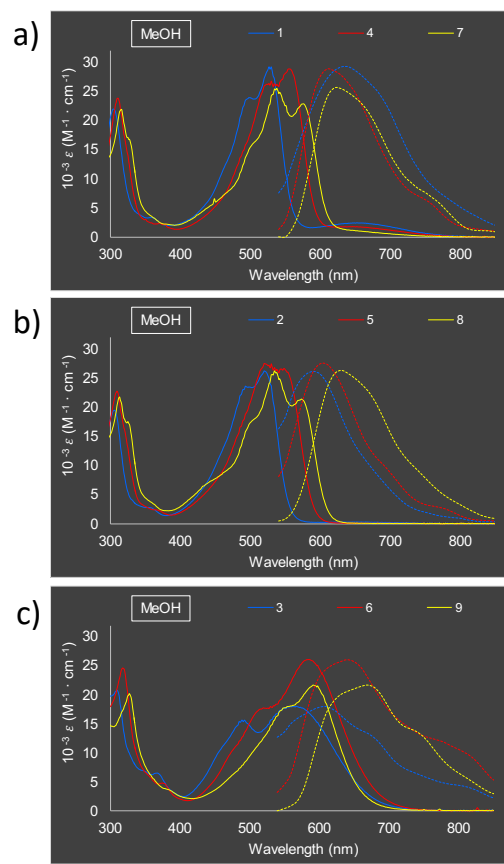 a)
MeOH 1 4 7
10⁻³ ε (M⁻¹ · cm⁻¹)
30
25
20
15
10
5
0
300 400 500 600 700 800
Wavelength (nm)
b)
MeOH 2 5 8
10⁻³ ε (M⁻¹ · cm⁻¹)
30
25
20
15
10
5
0
300 400 500 600 700 800
Wavelength (nm)
c)
MeOH 3 6 9
10⁻³ ε (M⁻¹ · cm⁻¹)
30
25
20
15
10
5
0
300 400 500 600 700 800
Wavelength (nm)